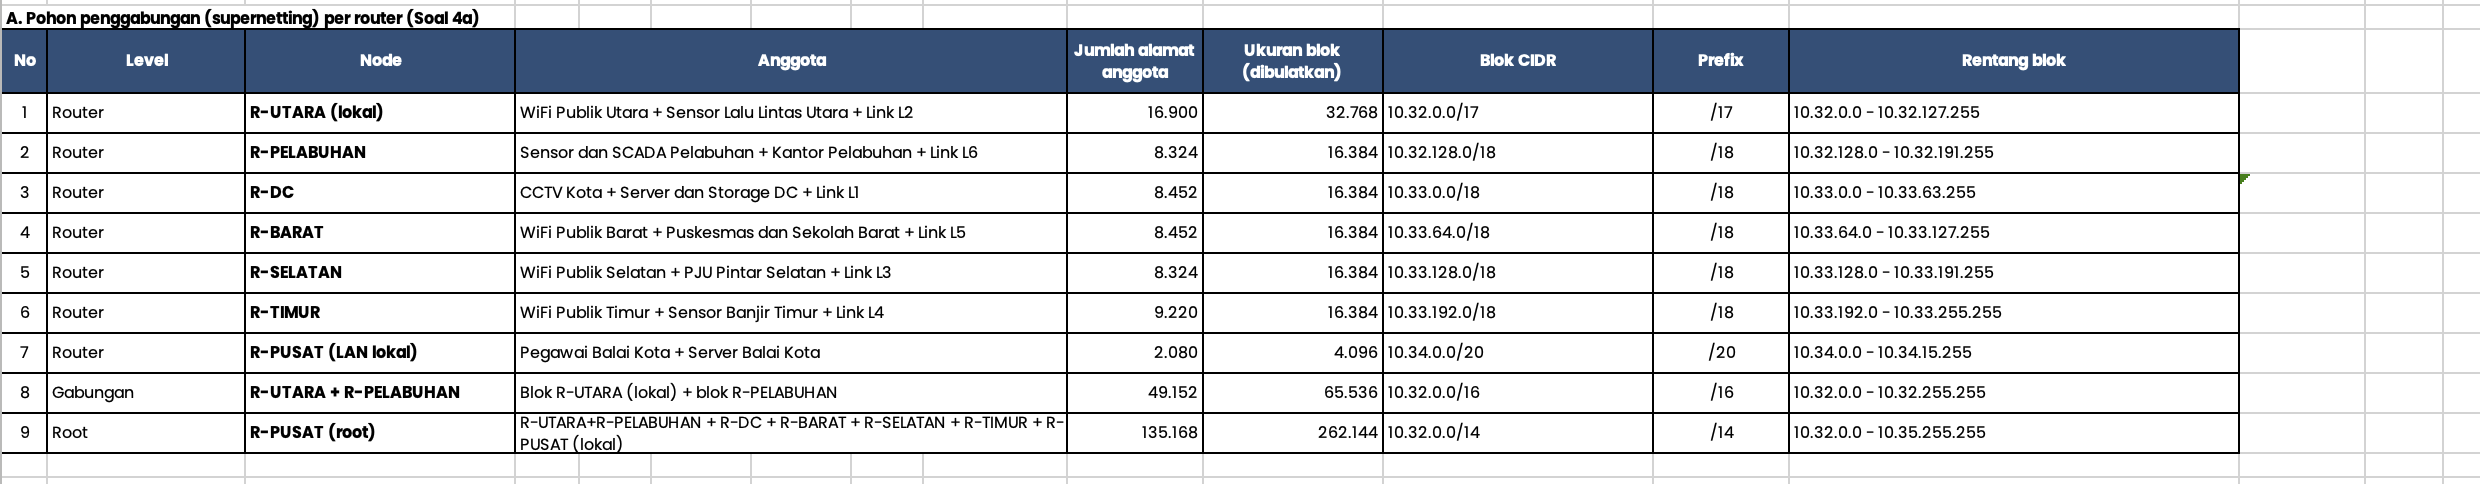 A. Pohon penggabungan (supernetting) per router (Soal 4a)
No Level Node Anggota Jumlah alamat anggota Ukuran blok (dibulatkan) Blok CIDR Prefix Rentang blok
1 Router R-UTARA (lokal) WiFi Publik Utara + Sensor Lalu Lintas Utara + Link L2 16.900 32.768 10.32.0.0/17 /17 10.32.0.0 - 10.32.127.255
2 Router R-PELABUHAN Sensor dan SCADA Pelabuhan + Kantor Pelabuhan + Link L6 8.324 16.384 10.32.128.0/18 /18 10.32.128.0 - 10.32.191.255
3 Router R-DC CCTV Kota + Server dan Storage DC + Link L1 8.452 16.384 10.33.0.0/18 /18 10.33.0.0 - 10.33.63.255
4 Router R-BARAT WiFi Publik Barat + Puskesmas dan Sekolah Barat + Link L5 8.452 16.384 10.33.64.0/18 /18 10.33.64.0 - 10.33.127.255
5 Router R-SELATAN WiFi Publik Selatan + PJU Pintar Selatan + Link L3 8.324 16.384 10.33.128.0/18 /18 10.33.128.0 - 10.33.191.255
6 Router R-TIMUR WiFi Publik Timur + Sensor Banjir Timur + Link L4 9.220 16.384 10.33.192.0/18 /18 10.33.192.0 - 10.33.255.255
7 Router R-PUSAT (LAN lokal) Pegawai Balai Kota + Server Balai Kota 2.080 4.096 10.34.0.0/20 /20 10.34.0.0 - 10.34.15.255
8 Gabungan R-UTARA + R-PELABUHAN Blok R-UTARA (lokal) + blok R-PELABUHAN 49.152 65.536 10.32.0.0/16 /16 10.32.0.0 - 10.32.255.255
9 Root R-PUSAT (root) R-UTARA+R-PELABUHAN + R-DC + R-BARAT + R-SELATAN + R-TIMUR + R-PUSAT (lokal) 135.168 262.144 10.32.0.0/14 /14 10.32.0.0 - 10.35.255.255